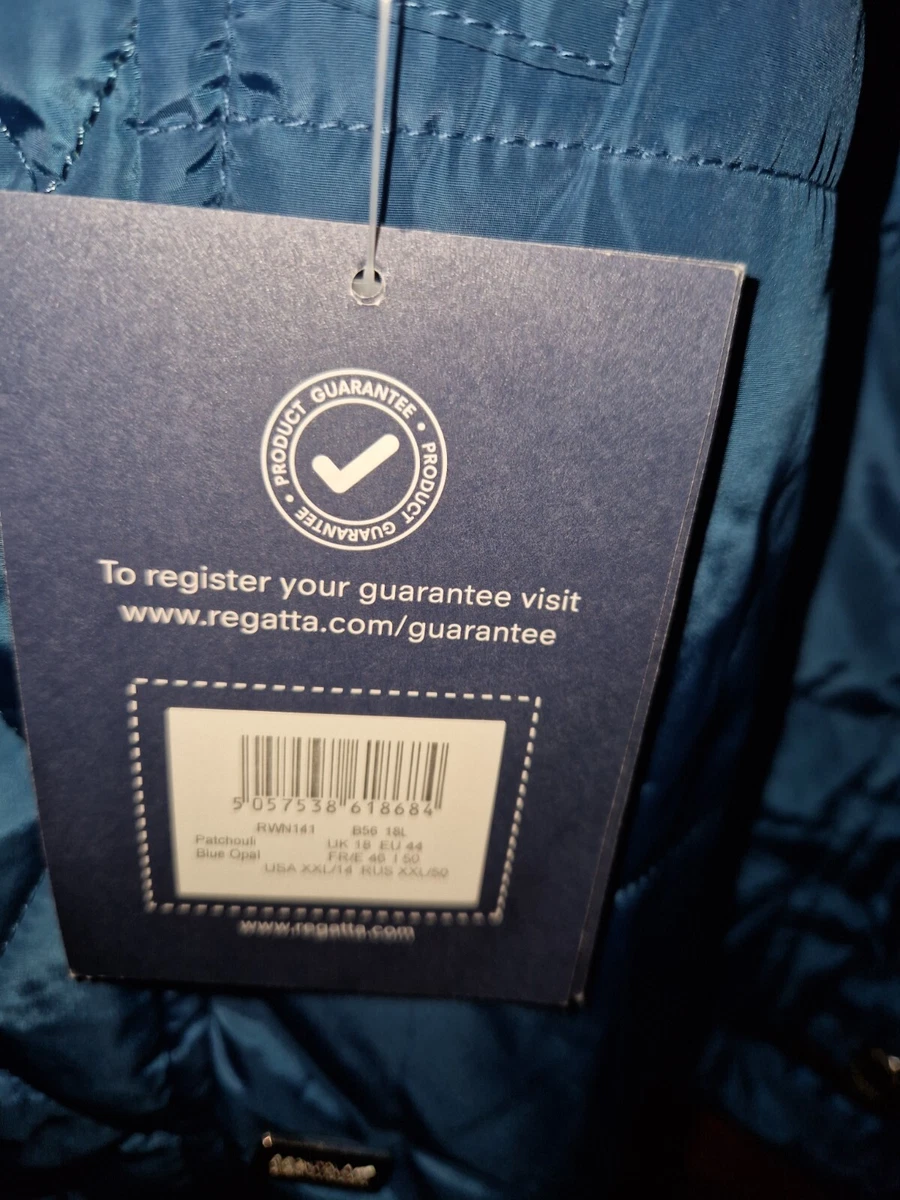 PRODUCT GUARANTEE • PRODUCT GUARANTEE •
To register your guarantee visit
www.regatta.com/guarantee
5 057538 618684
RWN141 B56 18L
Patchouli UK 18 EU 44
Blue Opal FR/E 46 I 50
USA XXL/14 RUS XXL/50
www.regatta.com